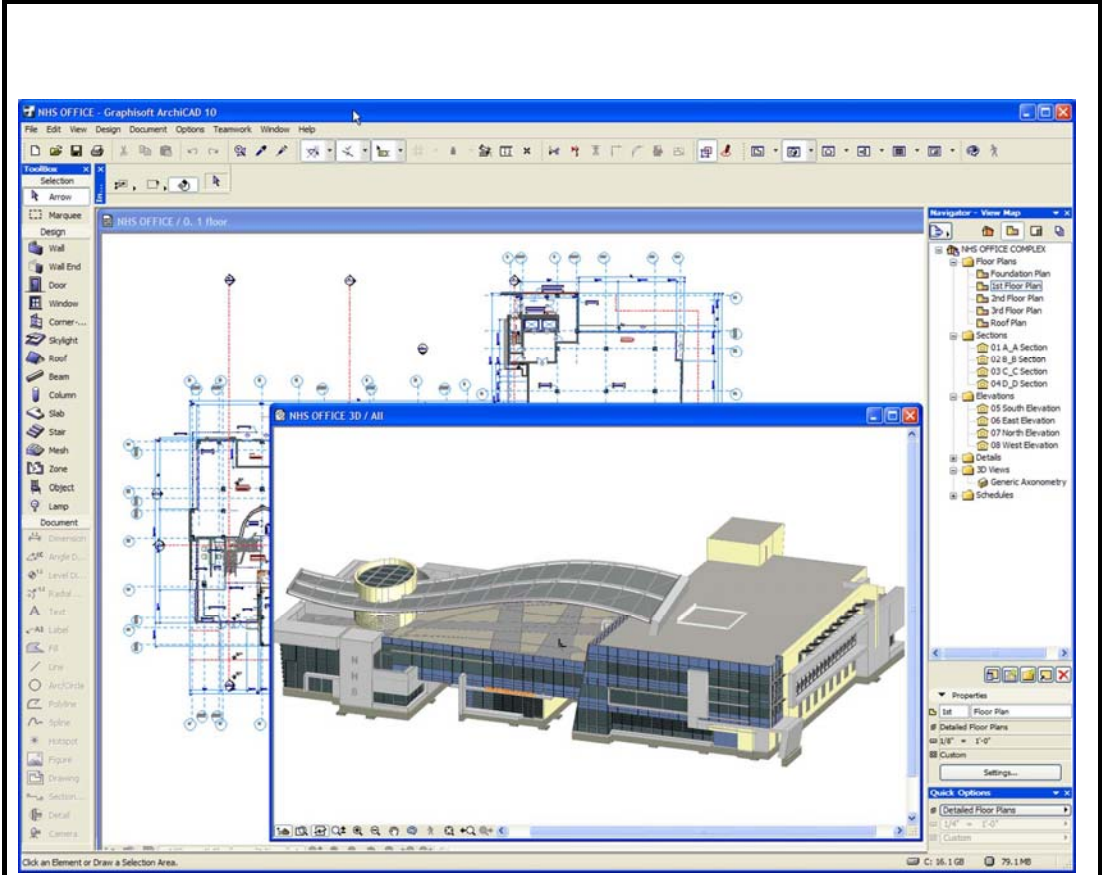 NHS OFFICE - Graphisoft ArchiCAD 10
File Edit View Design Document Options Teamwork Window Help
ToolBox
Selection
Arrow
Marquee
Design
Wall
Wall End
Door
Window
Corner-...
Skylight
Roof
Beam
Column
Slab
Stair
Mesh
Zone
Object
Lamp
Document
Dimension
Angle D...
Level Di...
Radial ...
Text
Label
Fill
Line
Arc/Circle
Polyline
Spline
Hotspot
Figure
Drawing
Section...
Detail
Camera
In...
NHS OFFICE / 0. 1 floor
NHS OFFICE 3D / All
Navigator - View Map
NHS OFFICE COMPLEX
Floor Plans
Foundation Plan
1st Floor Plan
2nd Floor Plan
3rd Floor Plan
Roof Plan
Sections
01 A_A Section
02 B_B Section
03 C_C Section
04 D_D Section
Elevations
05 South Elevation
06 East Elevation
07 North Elevation
08 West Elevation
Details
3D Views
Generic Axonometry
Schedules
Properties
1st Floor Plan
Detailed Floor Plans
1/8" = 1'-0"
Custom
Settings...
Quick Options
Detailed Floor Plans
1/4" = 1'-0"
Custom
Click an Element or Draw a Selection Area.
C: 16.1 GB 79.1 MB